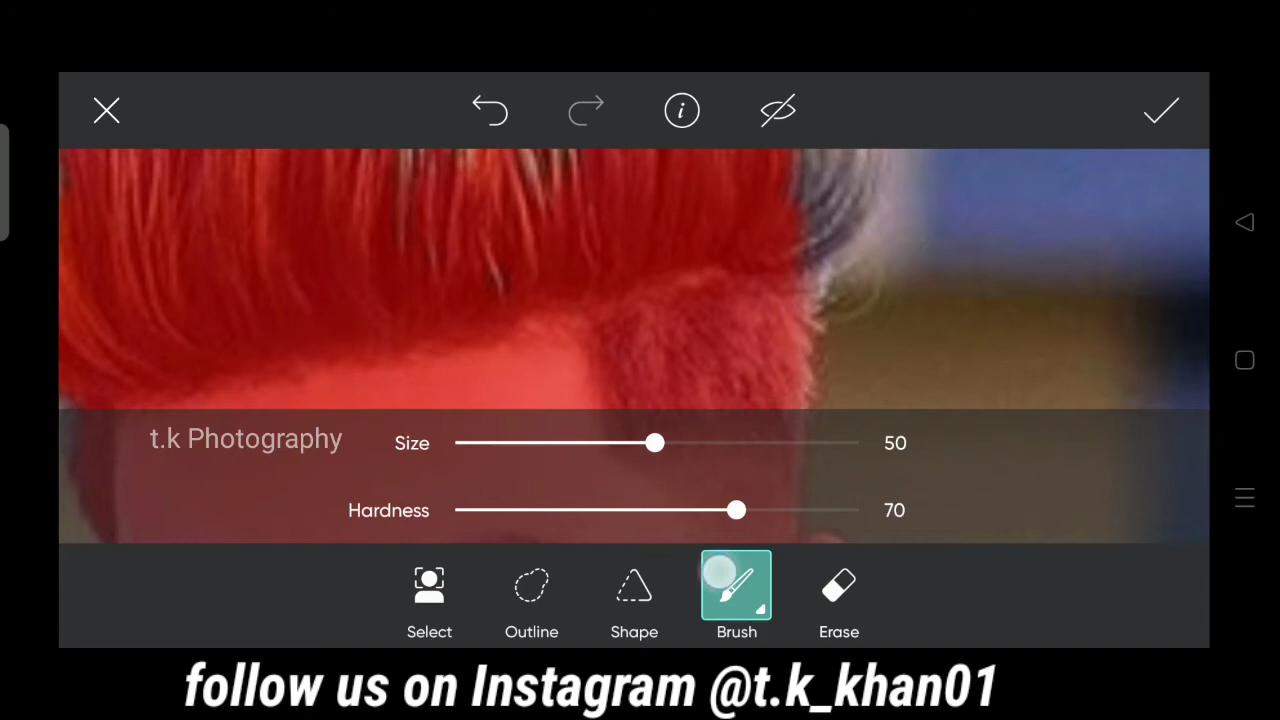 t.k Photography
Size 50
Hardness 70
Select Outline Shape Brush Erase
follow us on Instagram @t.k_khan01